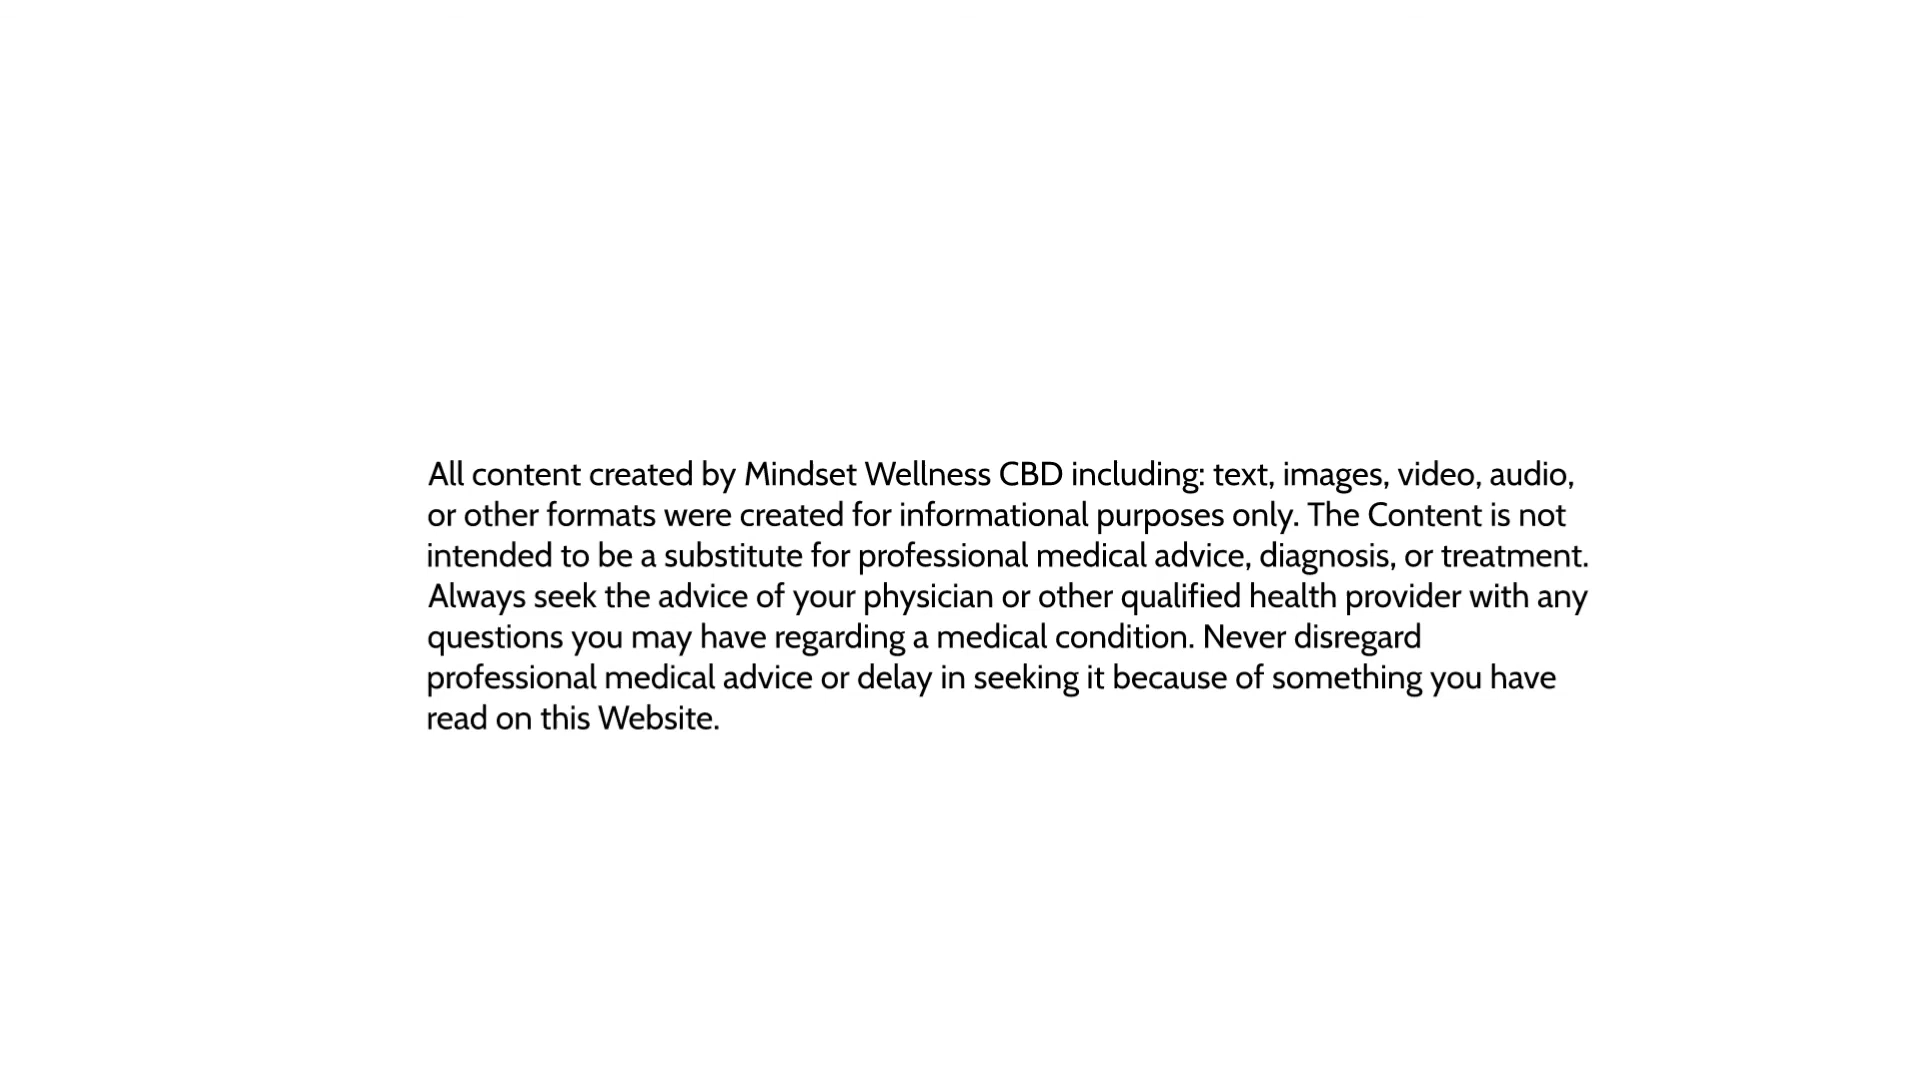 All content created by Mindset Wellness CBD including: text, images, video, audio,
or other formats were created for informational purposes only. The Content is not
intended to be a substitute for professional medical advice, diagnosis, or treatment.
Always seek the advice of your physician or other qualified health provider with any
questions you may have regarding a medical condition. Never disregard
professional medical advice or delay in seeking it because of something you have
read on this Website.